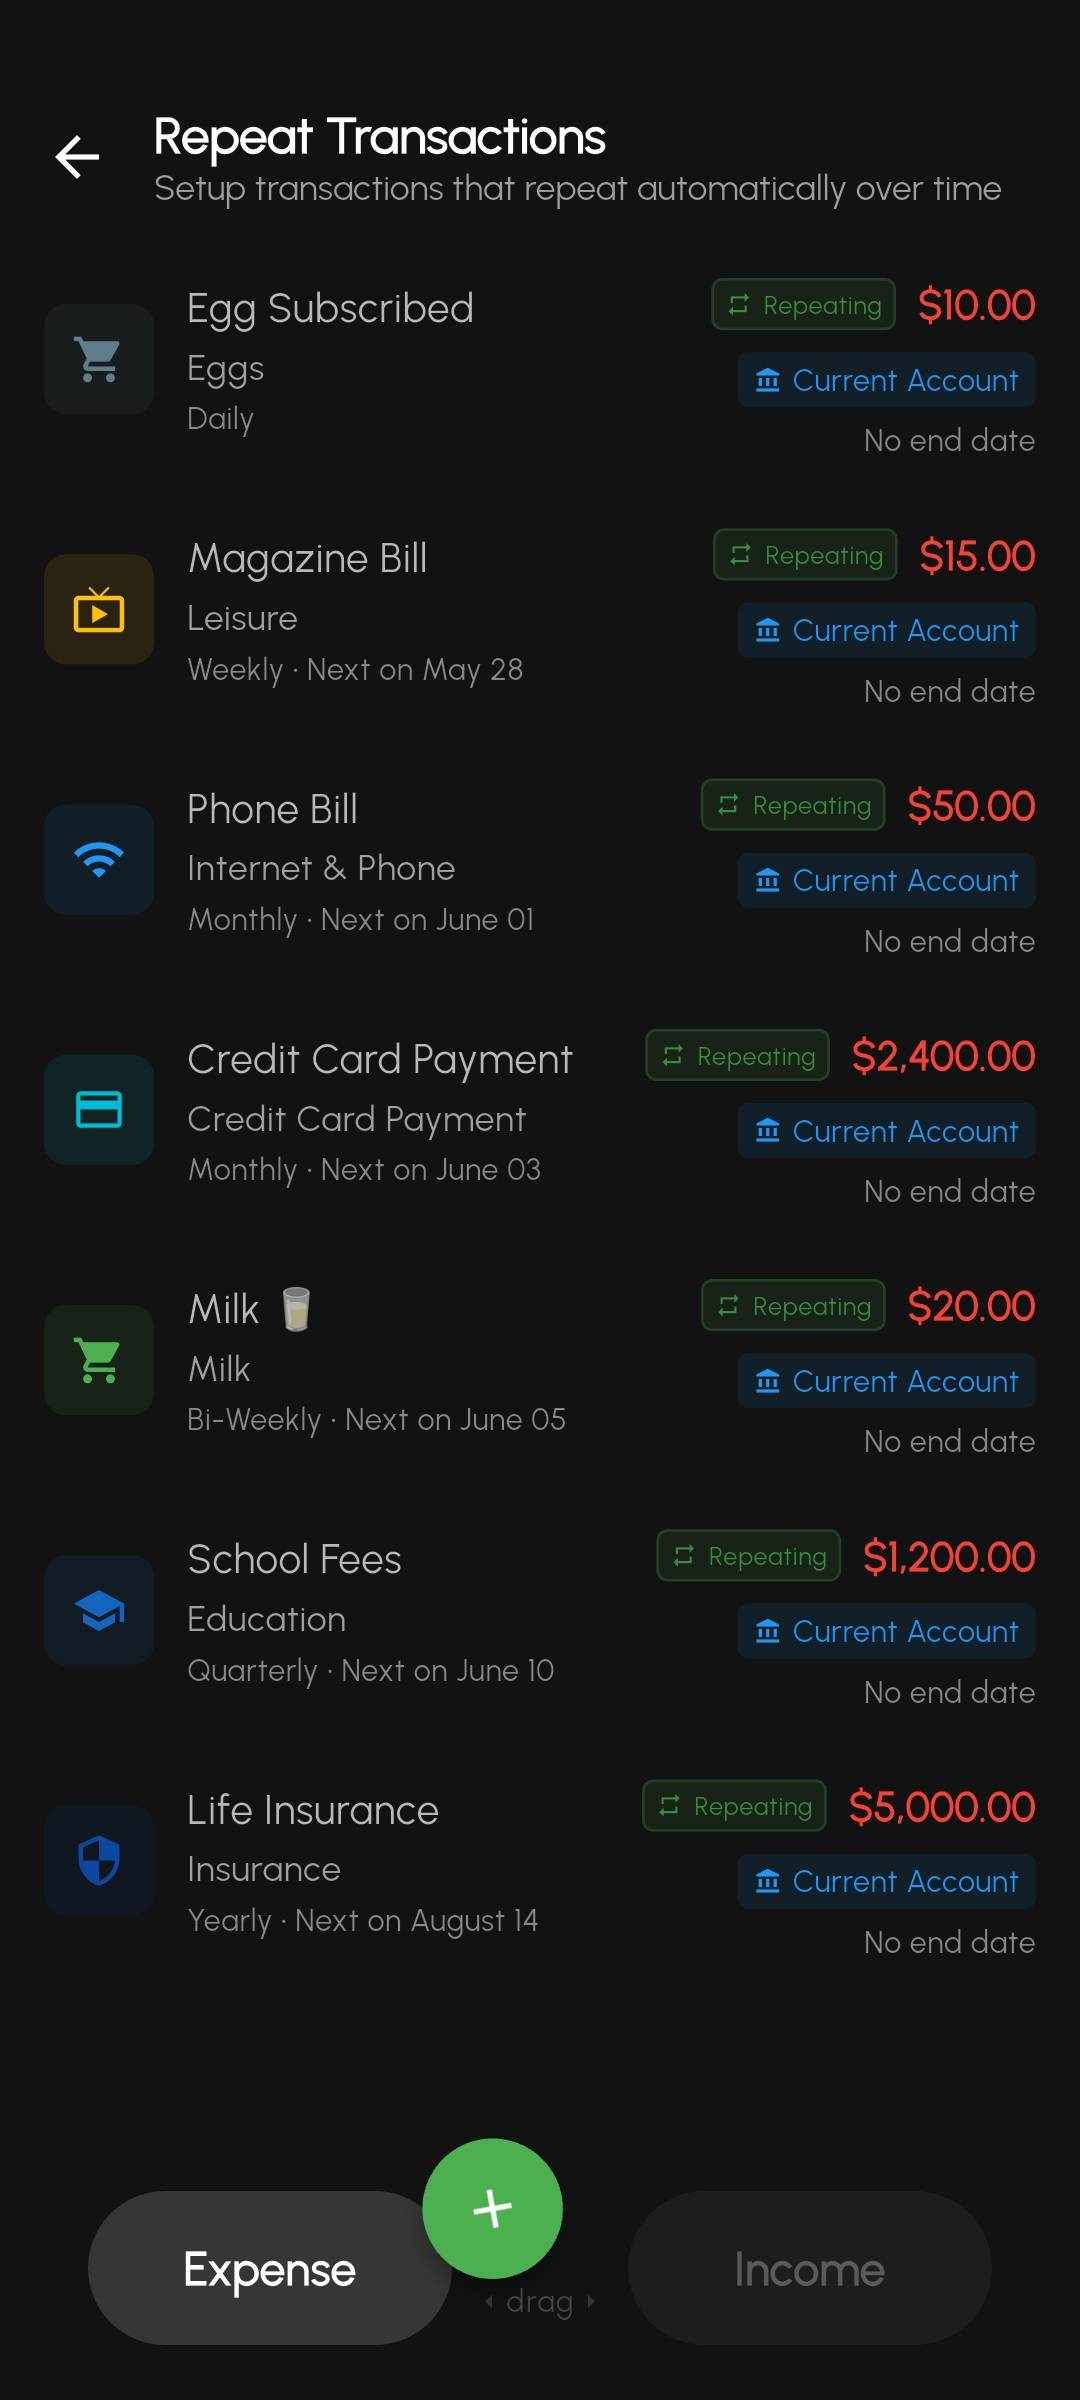 Repeat Transactions
Setup transactions that repeat automatically over time
Egg Subscribed
Repeating $10.00
Eggs
Current Account
Daily
No end date
Magazine Bill
Repeating $15.00
Leisure
Current Account
Weekly · Next on May 28
No end date
Phone Bill
Repeating $50.00
Internet & Phone
Current Account
Monthly · Next on June 01
No end date
Credit Card Payment
Repeating $2,400.00
Credit Card Payment
Current Account
Monthly · Next on June 03
No end date
Milk 🥛
Repeating $20.00
Milk
Current Account
Bi-Weekly · Next on June 05
No end date
School Fees
Repeating $1,200.00
Education
Current Account
Quarterly · Next on June 10
No end date
Life Insurance
Repeating $5,000.00
Insurance
Current Account
Yearly · Next on August 14
No end date
Expense
drag
Income